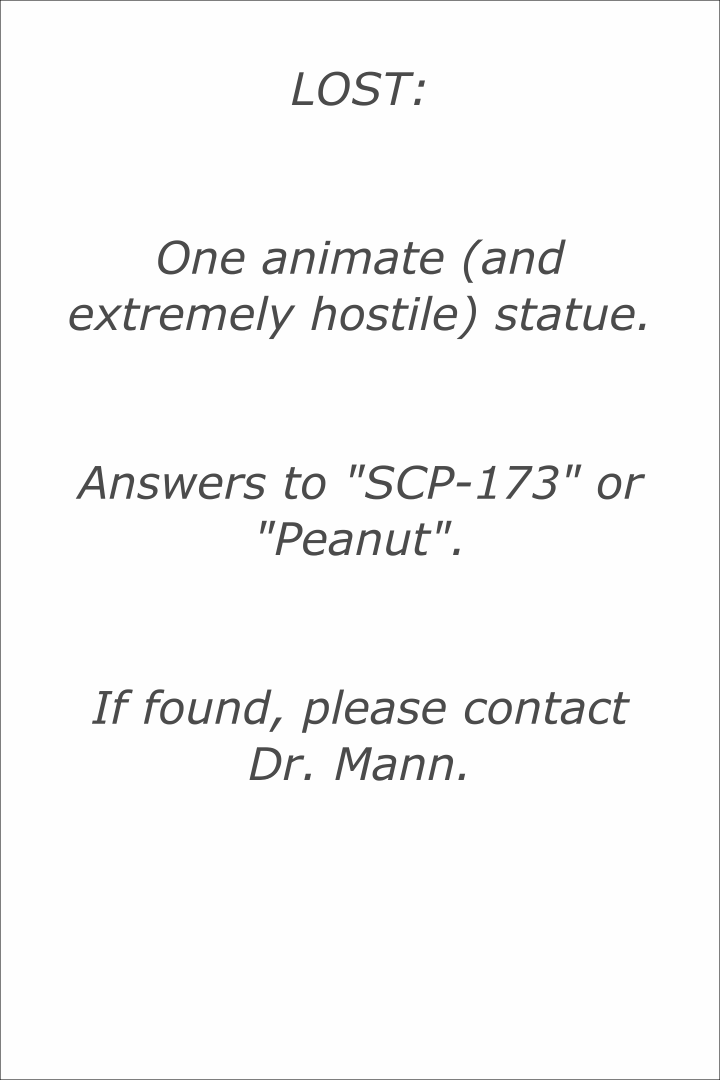 LOST:
One animate (and
extremely hostile) statue.
Answers to "SCP-173" or
"Peanut".
If found, please contact
Dr. Mann.